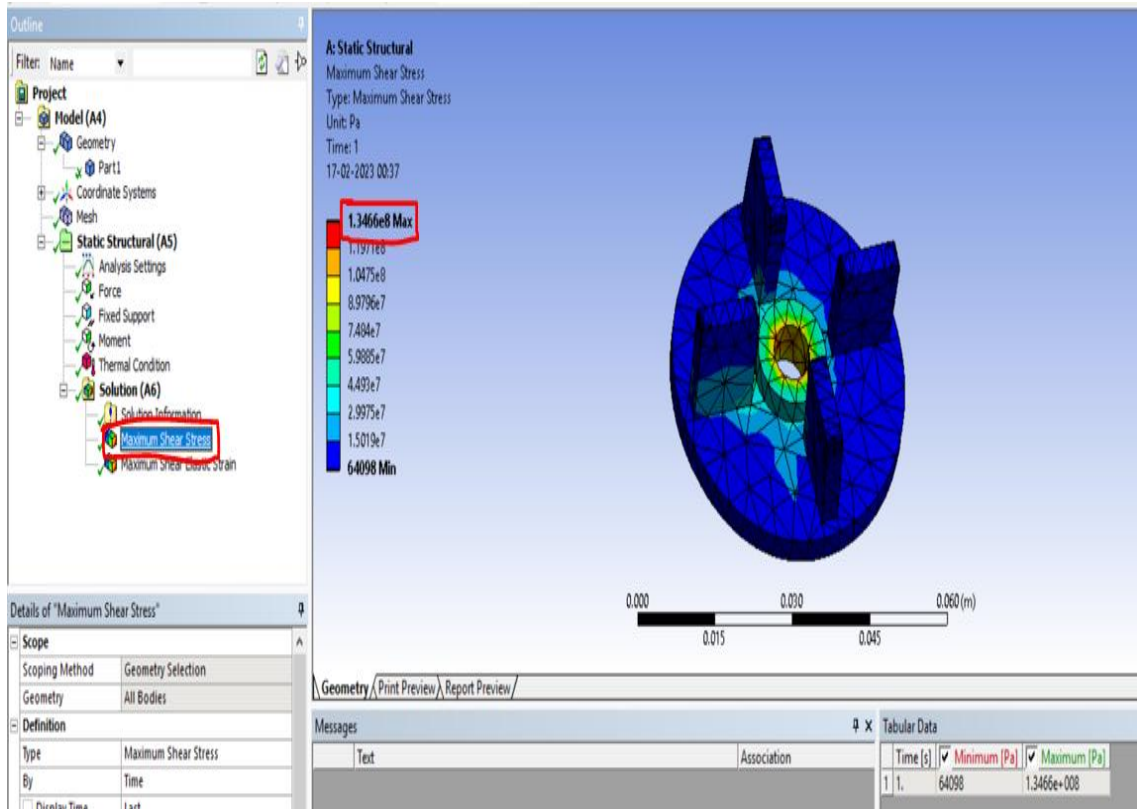 Outline
Filter: Name
Project
Model (A4)
Geometry
Part1
Coordinate Systems
Mesh
Static Structural (A5)
Analysis Settings
Force
Fixed Support
Moment
Thermal Condition
Solution (A6)
Solution Information
Maximum Shear Stress
Maximum Shear Elastic Strain
Details of "Maximum Shear Stress"
Scope
Scoping Method Geometry Selection
Geometry All Bodies
Definition
Type Maximum Shear Stress
By Time
Display Time Last
A: Static Structural
Maximum Shear Stress
Type: Maximum Shear Stress
Unit: Pa
Time: 1
17-02-2023 00:37
1.3466e8 Max
1.1971e8
1.0475e8
8.9796e7
7.484e7
5.9885e7
4.493e7
2.9975e7
1.5019e7
64098 Min
0.000 0.030 0.060 (m)
0.015 0.045
Geometry Print Preview Report Preview
Messages
Text Association
Tabular Data
Time [s] Minimum [Pa] Maximum [Pa]
1 1. 64098 1.3466e+008